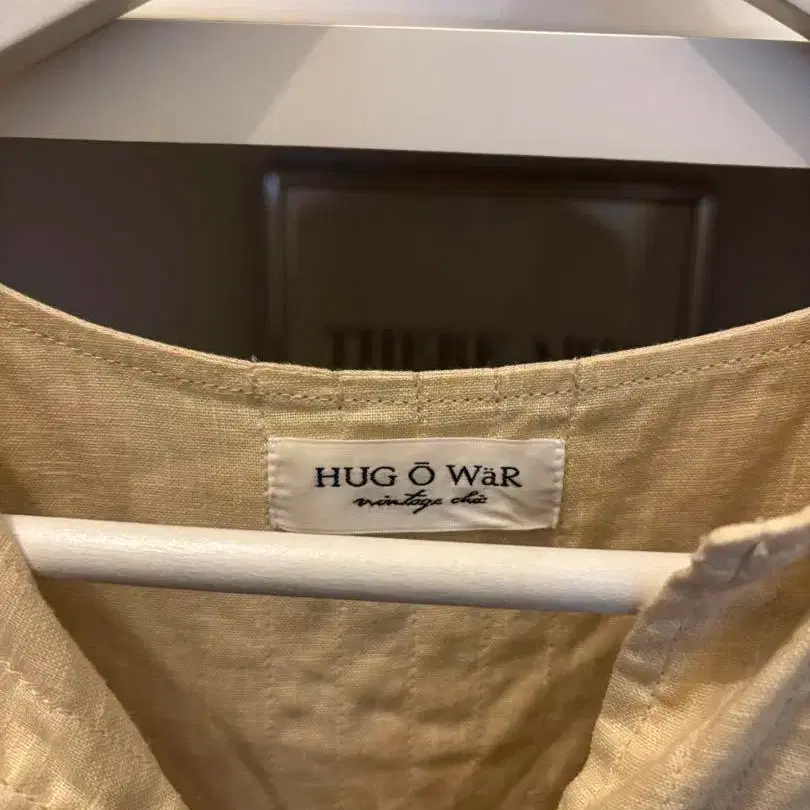 HUG Ō WäR
vintage chic